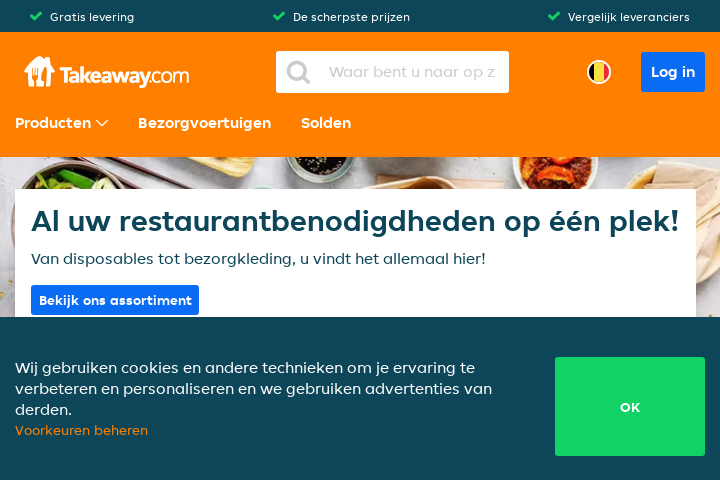 Gratis levering
De scherpste prijzen
Vergelijk leveranciers
Takeaway.com
Waar bent u naar op z
Log in
Producten
Bezorgvoertuigen
Solden
Al uw restaurantbenodigdheden op één plek!
Van disposables tot bezorgkleding, u vindt het allemaal hier!
Bekijk ons assortiment
Wij gebruiken cookies en andere technieken om je ervaring te
verbeteren en personaliseren en we gebruiken advertenties van
derden.
Voorkeuren beheren
OK